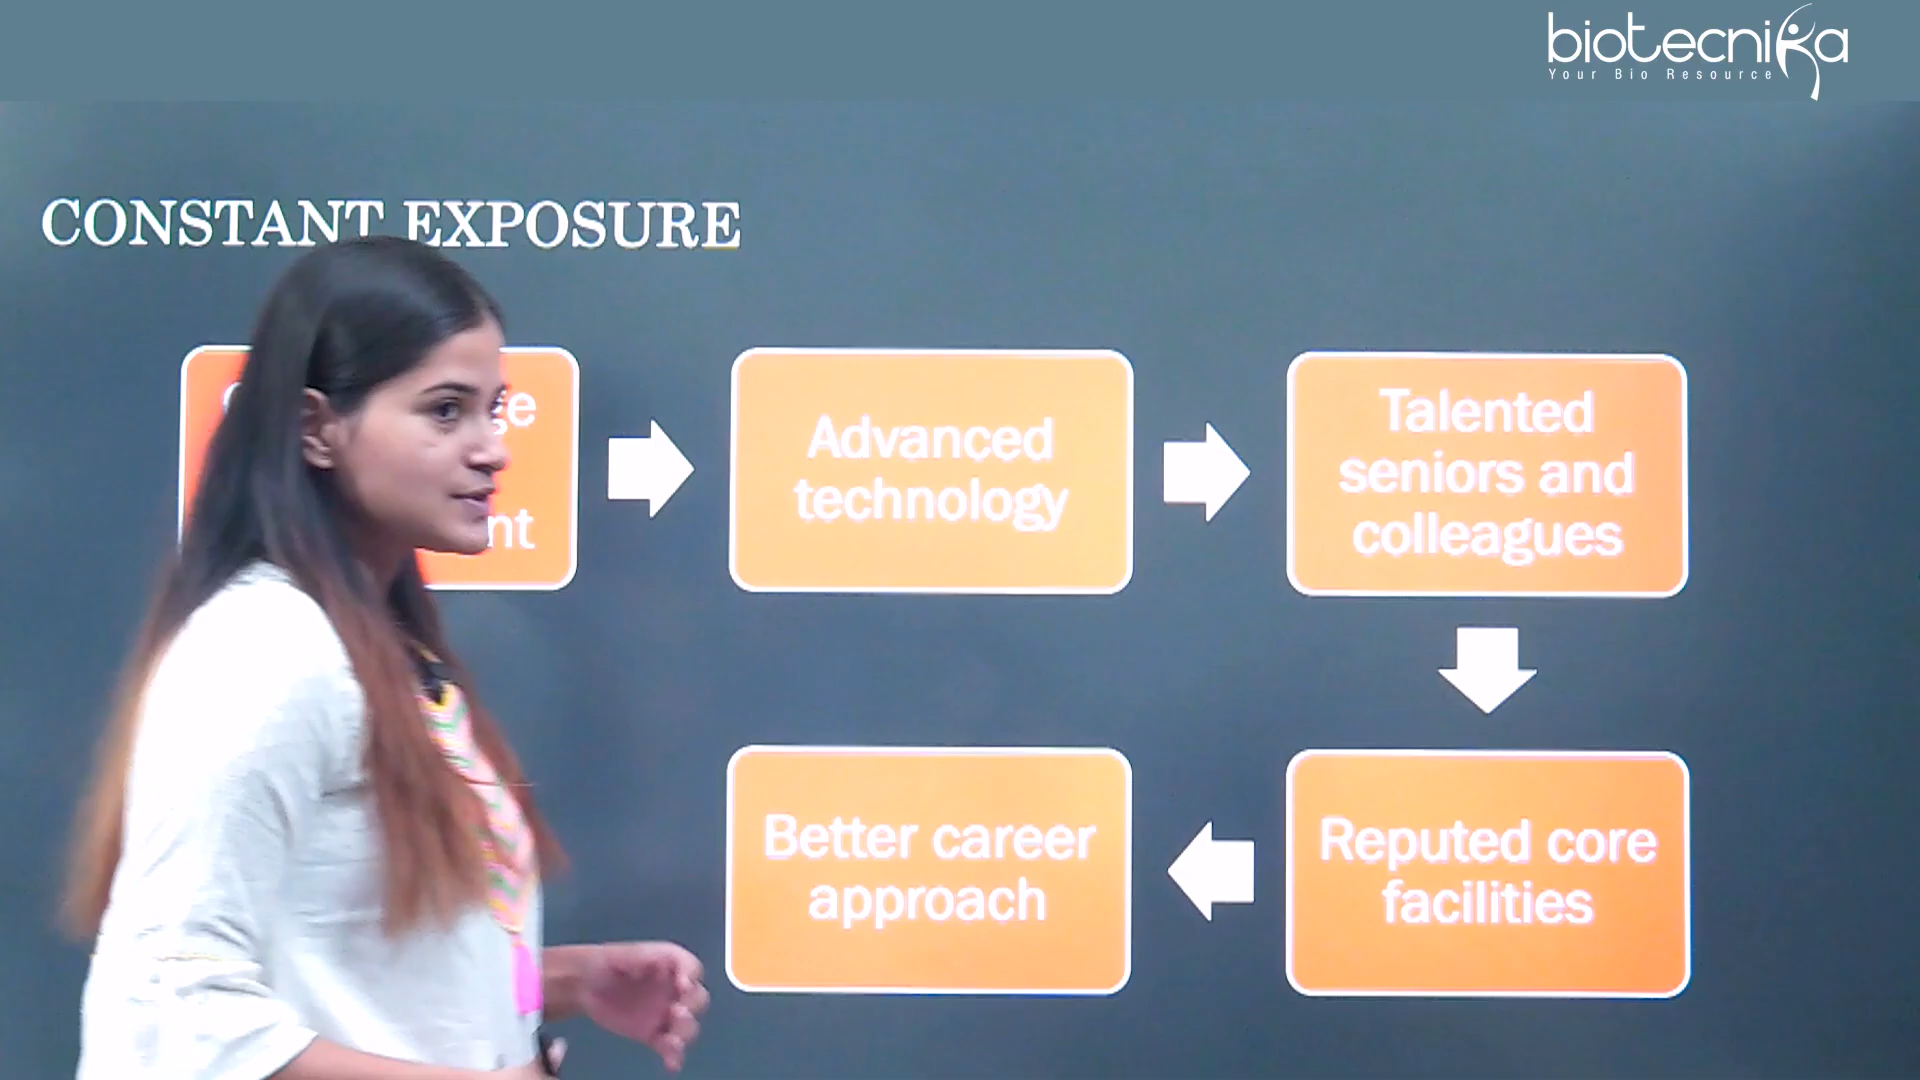 biotecnika
Your Bio Resource
CONSTANT EXPOSURE
Advanced
technology
Talented
seniors and
colleagues
Better career
approach
Reputed core
facilities